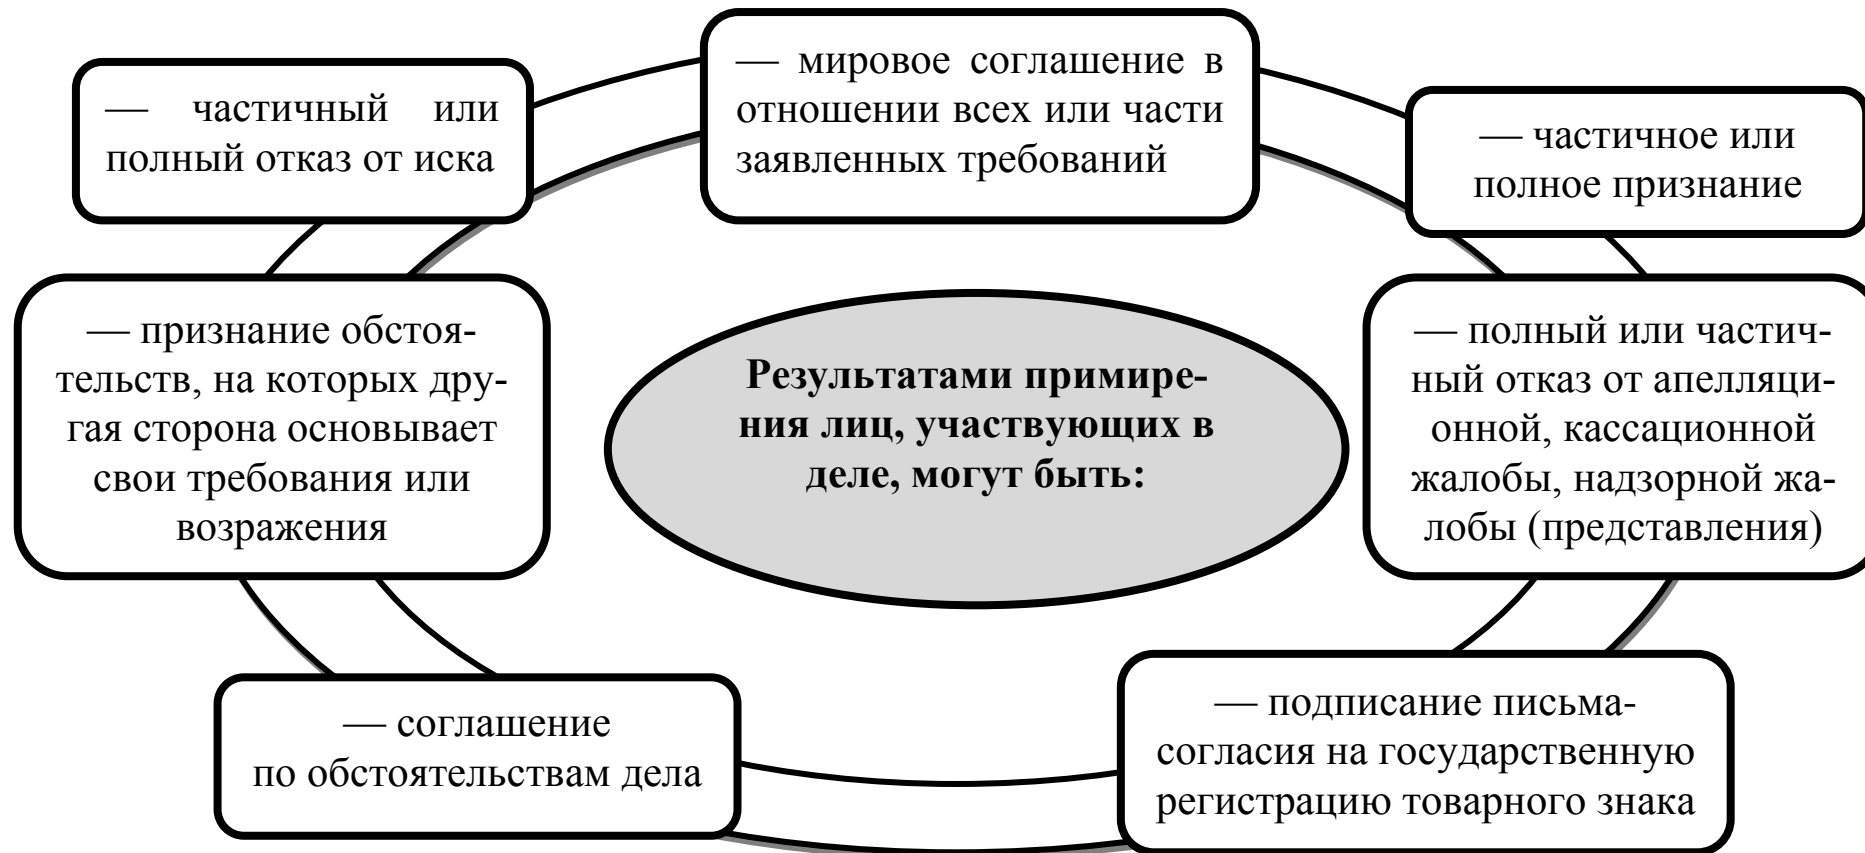 — мировое соглашение в
отношении всех или части
заявленных требований
— частичный или
полный отказ от иска
— частичное или
полное признание
— признание обстоя-
тельств, на которых дру-
гая сторона основывает
свои требования или
возражения
Результатами примире-
ния лиц, участвующих в
деле, могут быть:
— полный или частич-
ный отказ от апелляци-
онной, кассационной
жалобы, надзорной жа-
лобы (представления)
— соглашение
по обстоятельствам дела
— подписание письма-
согласия на государственную
регистрацию товарного знака